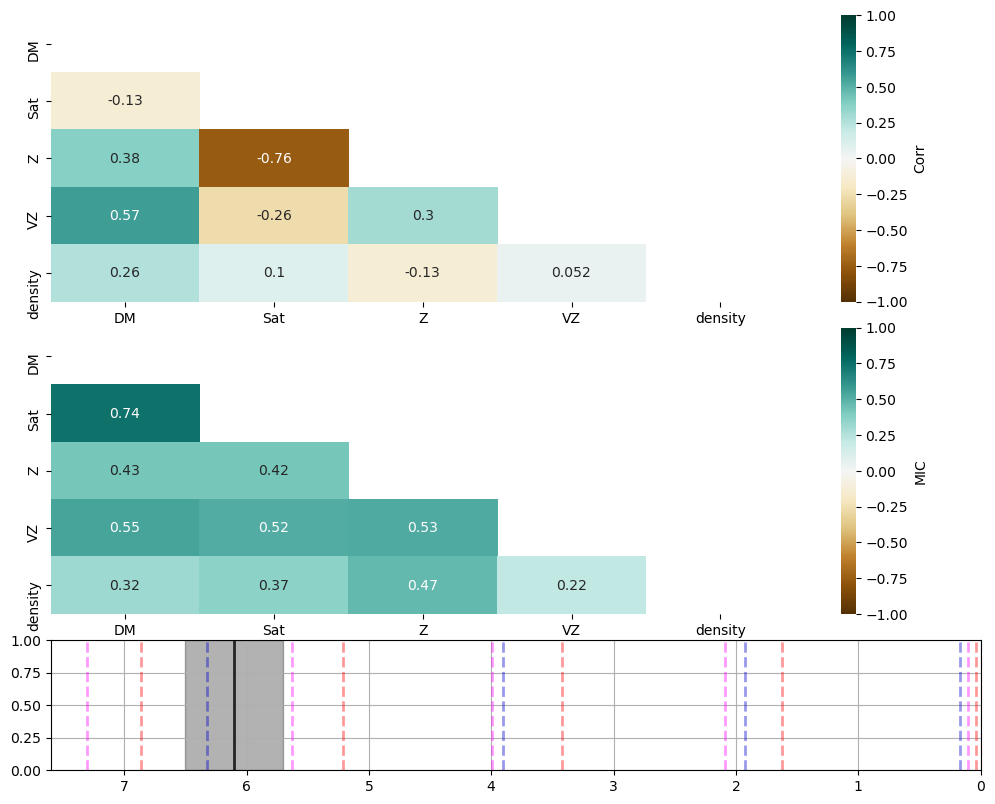 DM
Sat
Z
VZ
density
-0.13
0.38
-0.76
0.57
-0.26
0.3
0.26
0.1
-0.13
0.052
DM
Sat
Z
VZ
density
1.00
0.75
0.50
0.25
0.00
−0.25
−0.50
−0.75
−1.00
Corr
DM
Sat
Z
VZ
density
0.74
0.43
0.42
0.55
0.52
0.53
0.32
0.37
0.47
0.22
DM
Sat
Z
VZ
density
1.00
0.75
0.50
0.25
0.00
−0.25
−0.50
−0.75
−1.00
MIC
1.00
0.75
0.50
0.25
0.00
7
6
5
4
3
2
1
0